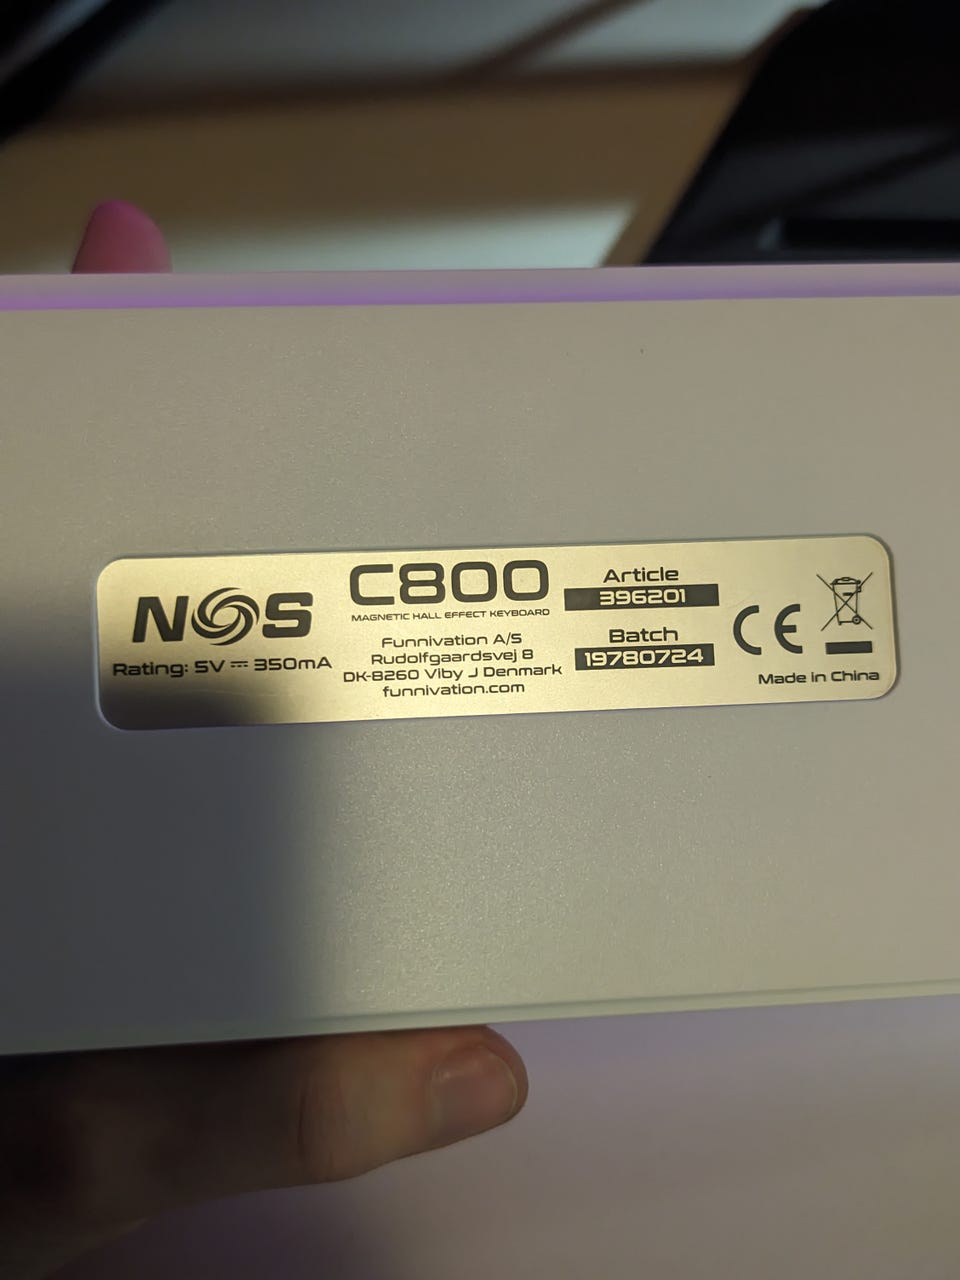 NOS
Rating: 5V ⎓ 350mA
C800
MAGNETIC HALL EFFECT KEYBOARD
Funnivation A/S
Rudolfgaardsvej 8
DK-8260 Viby J Denmark
funnivation.com
Article
396201
Batch
19780724
CE
Made in China